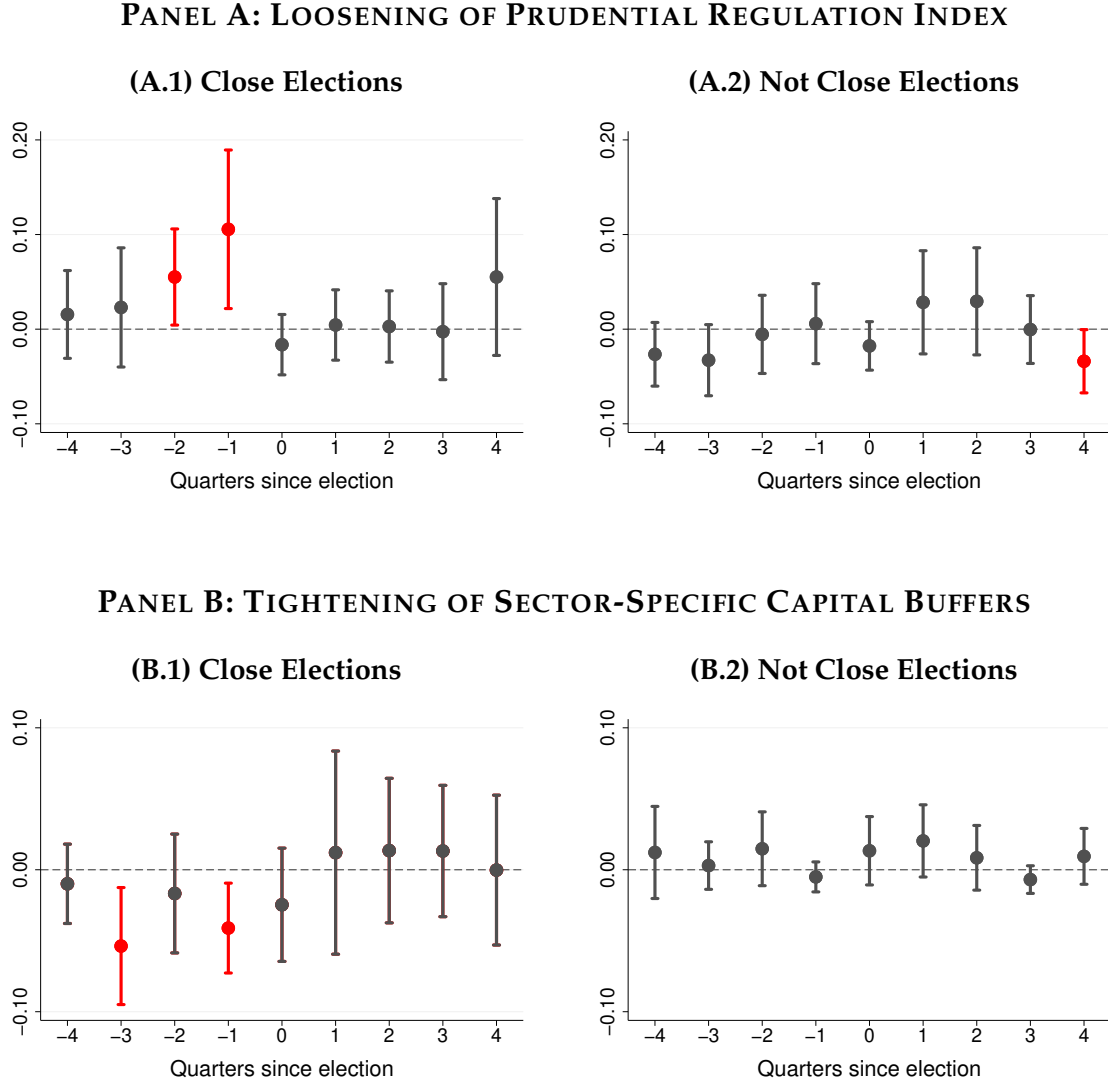 PANEL A: LOOSENING OF PRUDENTIAL REGULATION INDEX
(A.1) Close Elections
0.20
0.10
0.00
−0.10
−4 −3 −2 −1 0 1 2 3 4
Quarters since election
(A.2) Not Close Elections
0.20
0.10
0.00
−0.10
−4 −3 −2 −1 0 1 2 3 4
Quarters since election
PANEL B: TIGHTENING OF SECTOR-SPECIFIC CAPITAL BUFFERS
(B.1) Close Elections
0.10
0.00
−0.10
−4 −3 −2 −1 0 1 2 3 4
Quarters since election
(B.2) Not Close Elections
0.10
0.00
−0.10
−4 −3 −2 −1 0 1 2 3 4
Quarters since election